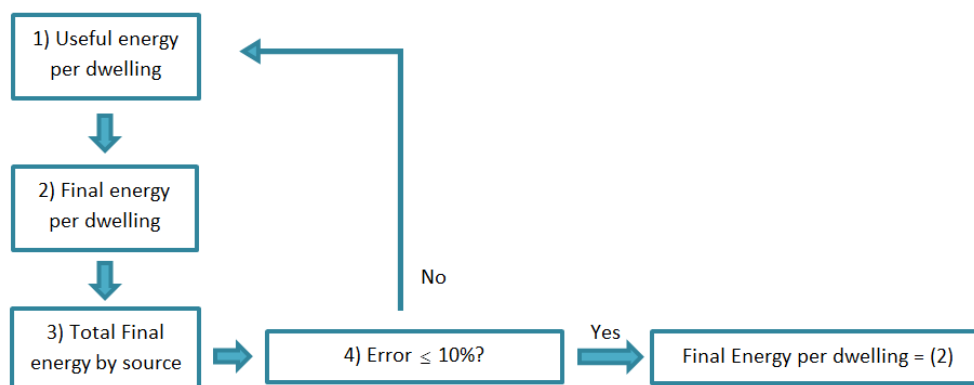 1) Useful energy
per dwelling
2) Final energy
per dwelling
No
3) Total Final
energy by source
4) Error ≤ 10%?
Yes
Final Energy per dwelling = (2)